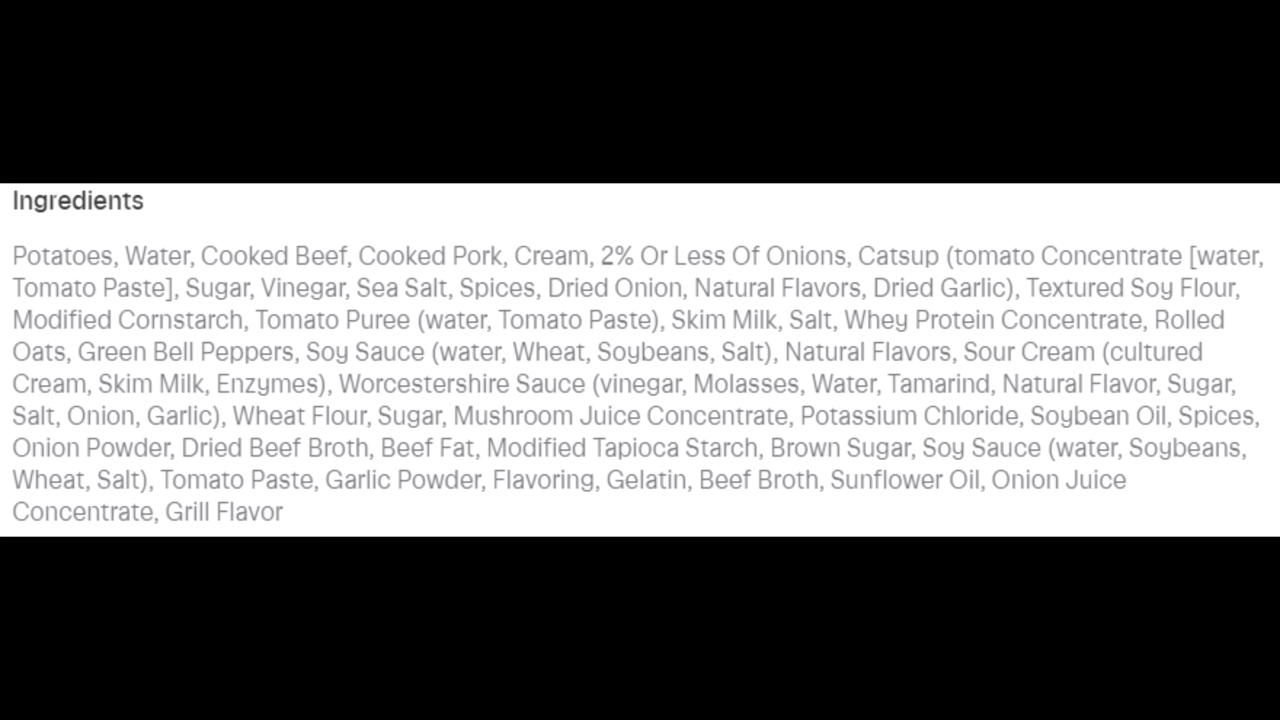 Ingredients
Potatoes, Water, Cooked Beef, Cooked Pork, Cream, 2% Or Less Of Onions, Catsup (tomato Concentrate [water,
Tomato Paste], Sugar, Vinegar, Sea Salt, Spices, Dried Onion, Natural Flavors, Dried Garlic), Textured Soy Flour,
Modified Cornstarch, Tomato Puree (water, Tomato Paste), Skim Milk, Salt, Whey Protein Concentrate, Rolled
Oats, Green Bell Peppers, Soy Sauce (water, Wheat, Soybeans, Salt), Natural Flavors, Sour Cream (cultured
Cream, Skim Milk, Enzymes), Worcestershire Sauce (vinegar, Molasses, Water, Tamarind, Natural Flavor, Sugar,
Salt, Onion, Garlic), Wheat Flour, Sugar, Mushroom Juice Concentrate, Potassium Chloride, Soybean Oil, Spices,
Onion Powder, Dried Beef Broth, Beef Fat, Modified Tapioca Starch, Brown Sugar, Soy Sauce (water, Soybeans,
Wheat, Salt), Tomato Paste, Garlic Powder, Flavoring, Gelatin, Beef Broth, Sunflower Oil, Onion Juice
Concentrate, Grill Flavor